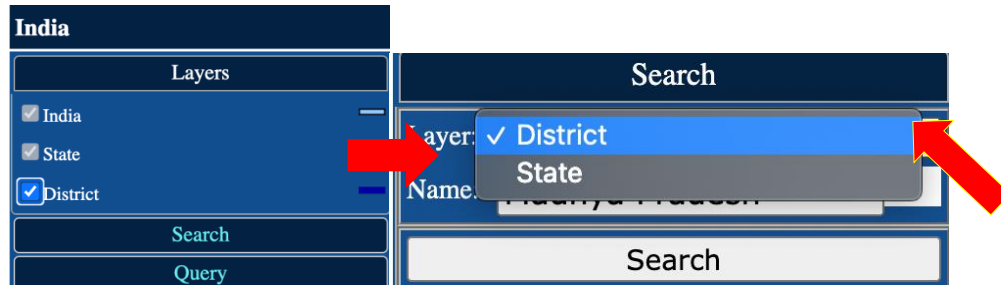 India
Layers
India
State
District
Search
Query
Search
Layer:
✓ District
State
Name:
Search